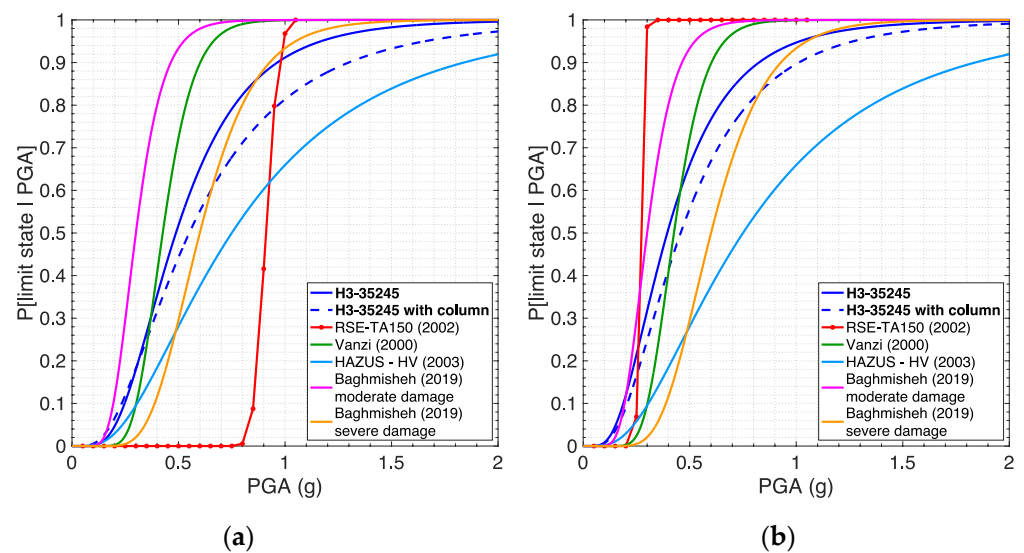 P[limit state | PGA]
1
0.9
0.8
0.7
0.6
0.5
0.4
0.3
0.2
0.1
0
H3-35245
H3-35245 with column
RSE-TA150 (2002)
Vanzi (2000)
HAZUS - HV (2003)
Baghmisheh (2019)
moderate damage
Baghmisheh (2019)
severe damage
0 0.5 1 1.5 2
PGA (g)
(a)
P[limit state | PGA]
1
0.9
0.8
0.7
0.6
0.5
0.4
0.3
0.2
0.1
0
H3-35245
H3-35245 with column
RSE-TA150 (2002)
Vanzi (2000)
HAZUS - HV (2003)
Baghmisheh (2019)
moderate damage
Baghmisheh (2019)
severe damage
0 0.5 1 1.5 2
PGA (g)
(b)